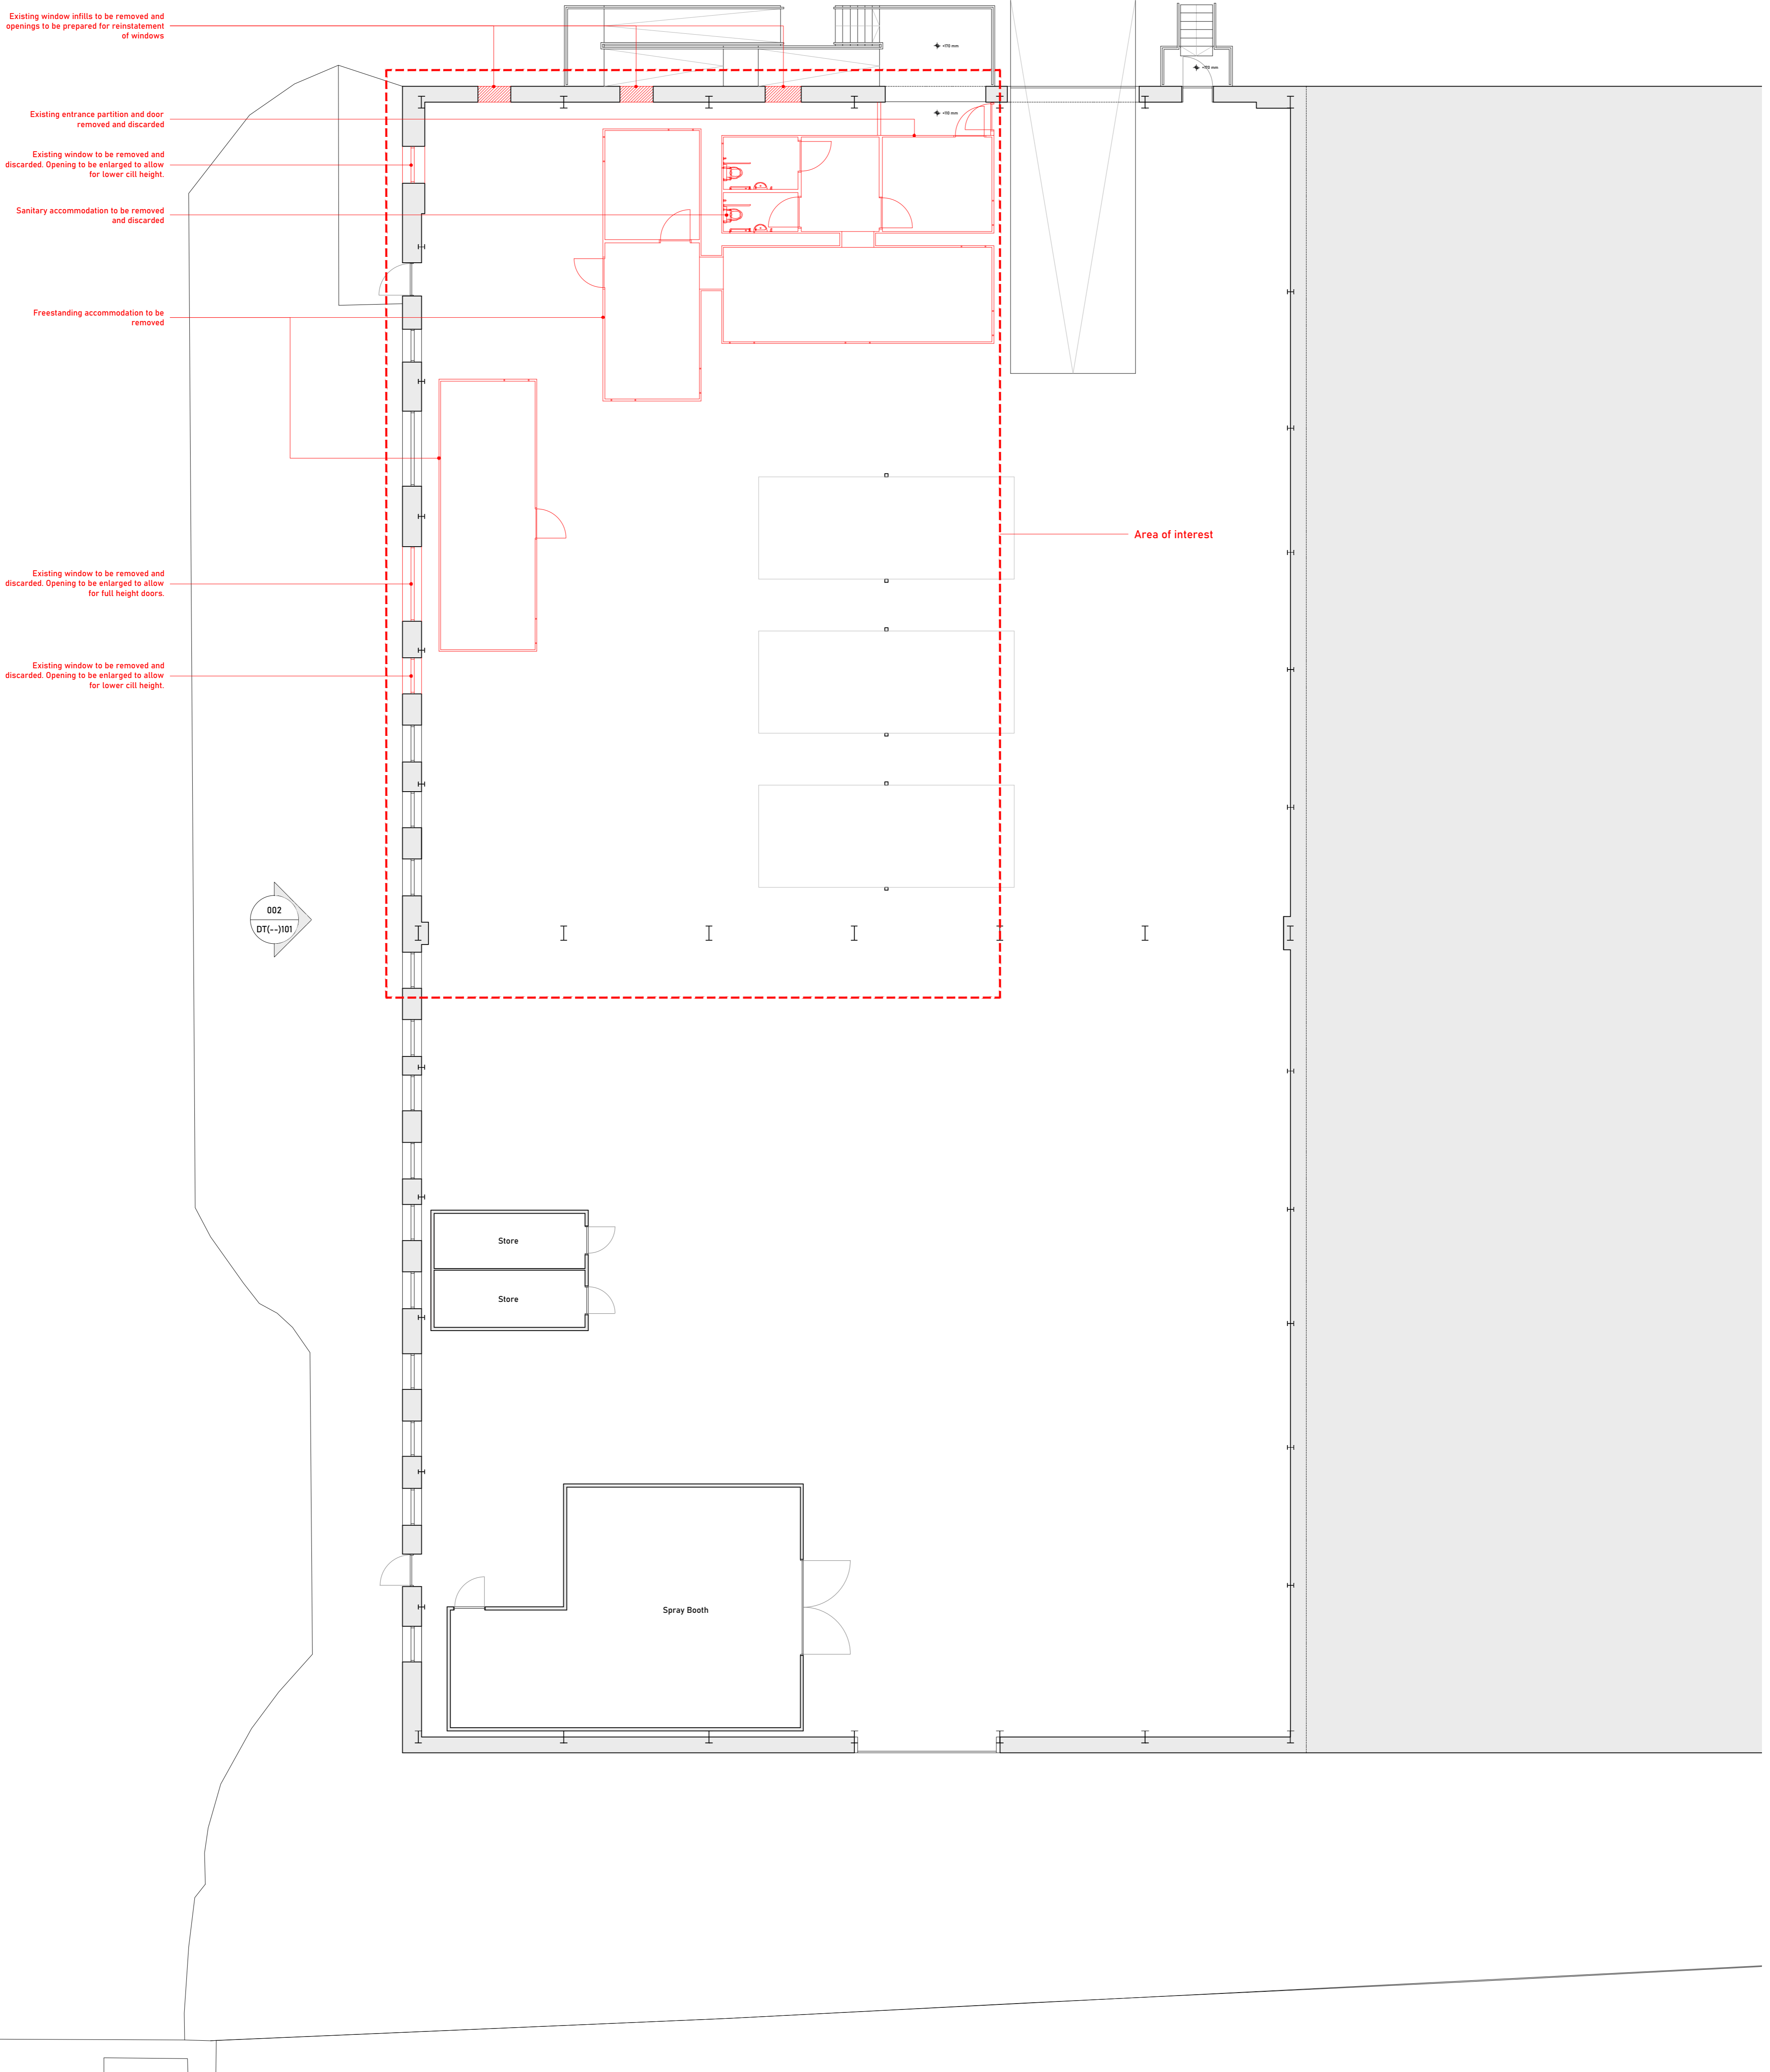 Existing window infills to be removed and
openings to be prepared for reinstatement
of windows
Existing entrance partition and door
removed and discarded
Existing window to be removed and
discarded. Opening to be enlarged to allow
for lower cill height.
Sanitary accommodation to be removed
and discarded
Freestanding accommodation to be
removed
Area of interest
Existing window to be removed and
discarded. Opening to be enlarged to allow
for full height doors.
Existing window to be removed and
discarded. Opening to be enlarged to allow
for lower cill height.
002
DT(--)101
Store
Store
Spray Booth